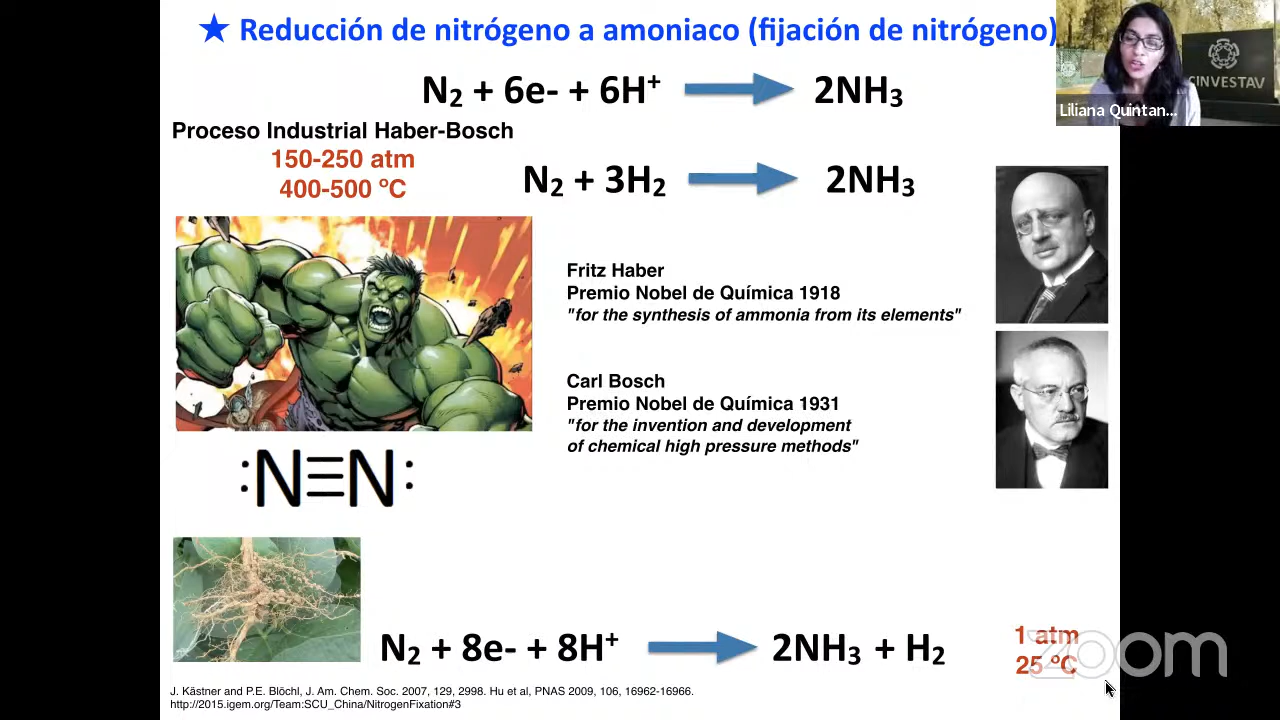 ★ Reducción de nitrógeno a amoniaco (fijación de nitrógeno)
N₂ + 6e- + 6H⁺ → 2NH₃
CINVESTAV
Liliana Quintan...
Proceso Industrial Haber-Bosch
150-250 atm
400-500 ºC
N₂ + 3H₂ → 2NH₃
Fritz Haber
Premio Nobel de Química 1918
"for the synthesis of ammonia from its elements"
Carl Bosch
Premio Nobel de Química 1931
"for the invention and development
of chemical high pressure methods"
:N≡N:
N₂ + 8e- + 8H⁺ → 2NH₃ + H₂
1 atm
25 ºC
zoom
J. Kästner and P.E. Blöchl, J. Am. Chem. Soc. 2007, 129, 2998. Hu et al, PNAS 2009, 106, 16962-16966.
http://2015.igem.org/Team:SCU_China/NitrogenFixation#3